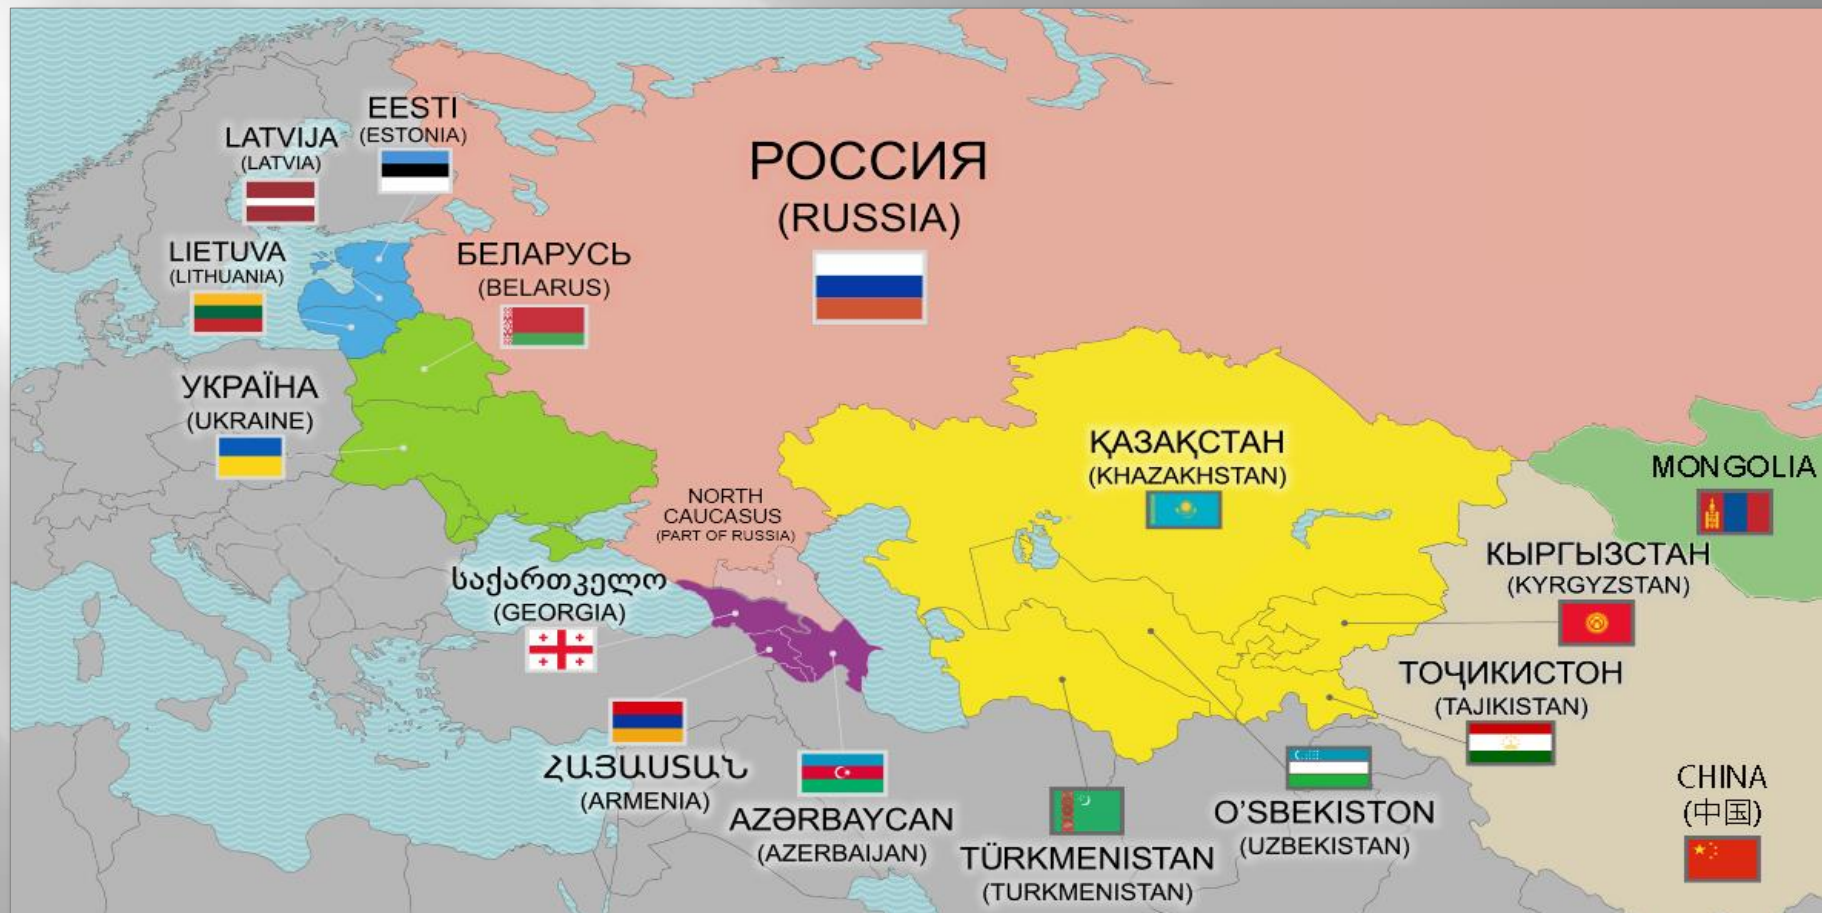 EESTI
(ESTONIA)
LATVIJA
(LATVIA)
LIETUVA
(LITHUANIA)
БЕЛАРУСЬ
(BELARUS)
РОССИЯ
(RUSSIA)
УКРАЇНА
(UKRAINE)
NORTH
CAUCASUS
(PART OF RUSSIA)
ҚАЗАҚСТАН
(KHAZAKHSTAN)
MONGOLIA
საქართველო
(GEORGIA)
КЫРГЫЗСТАН
(KYRGYZSTAN)
ТОҶИКИСТОН
(TAJIKISTAN)
ՀԱՅԱՍՏԱՆ
(ARMENIA)
AZƏRBAYCAN
(AZERBAIJAN)
TÜRKMENISTAN
(TURKMENISTAN)
O’SBEKISTON
(UZBEKISTAN)
CHINA
(中国)